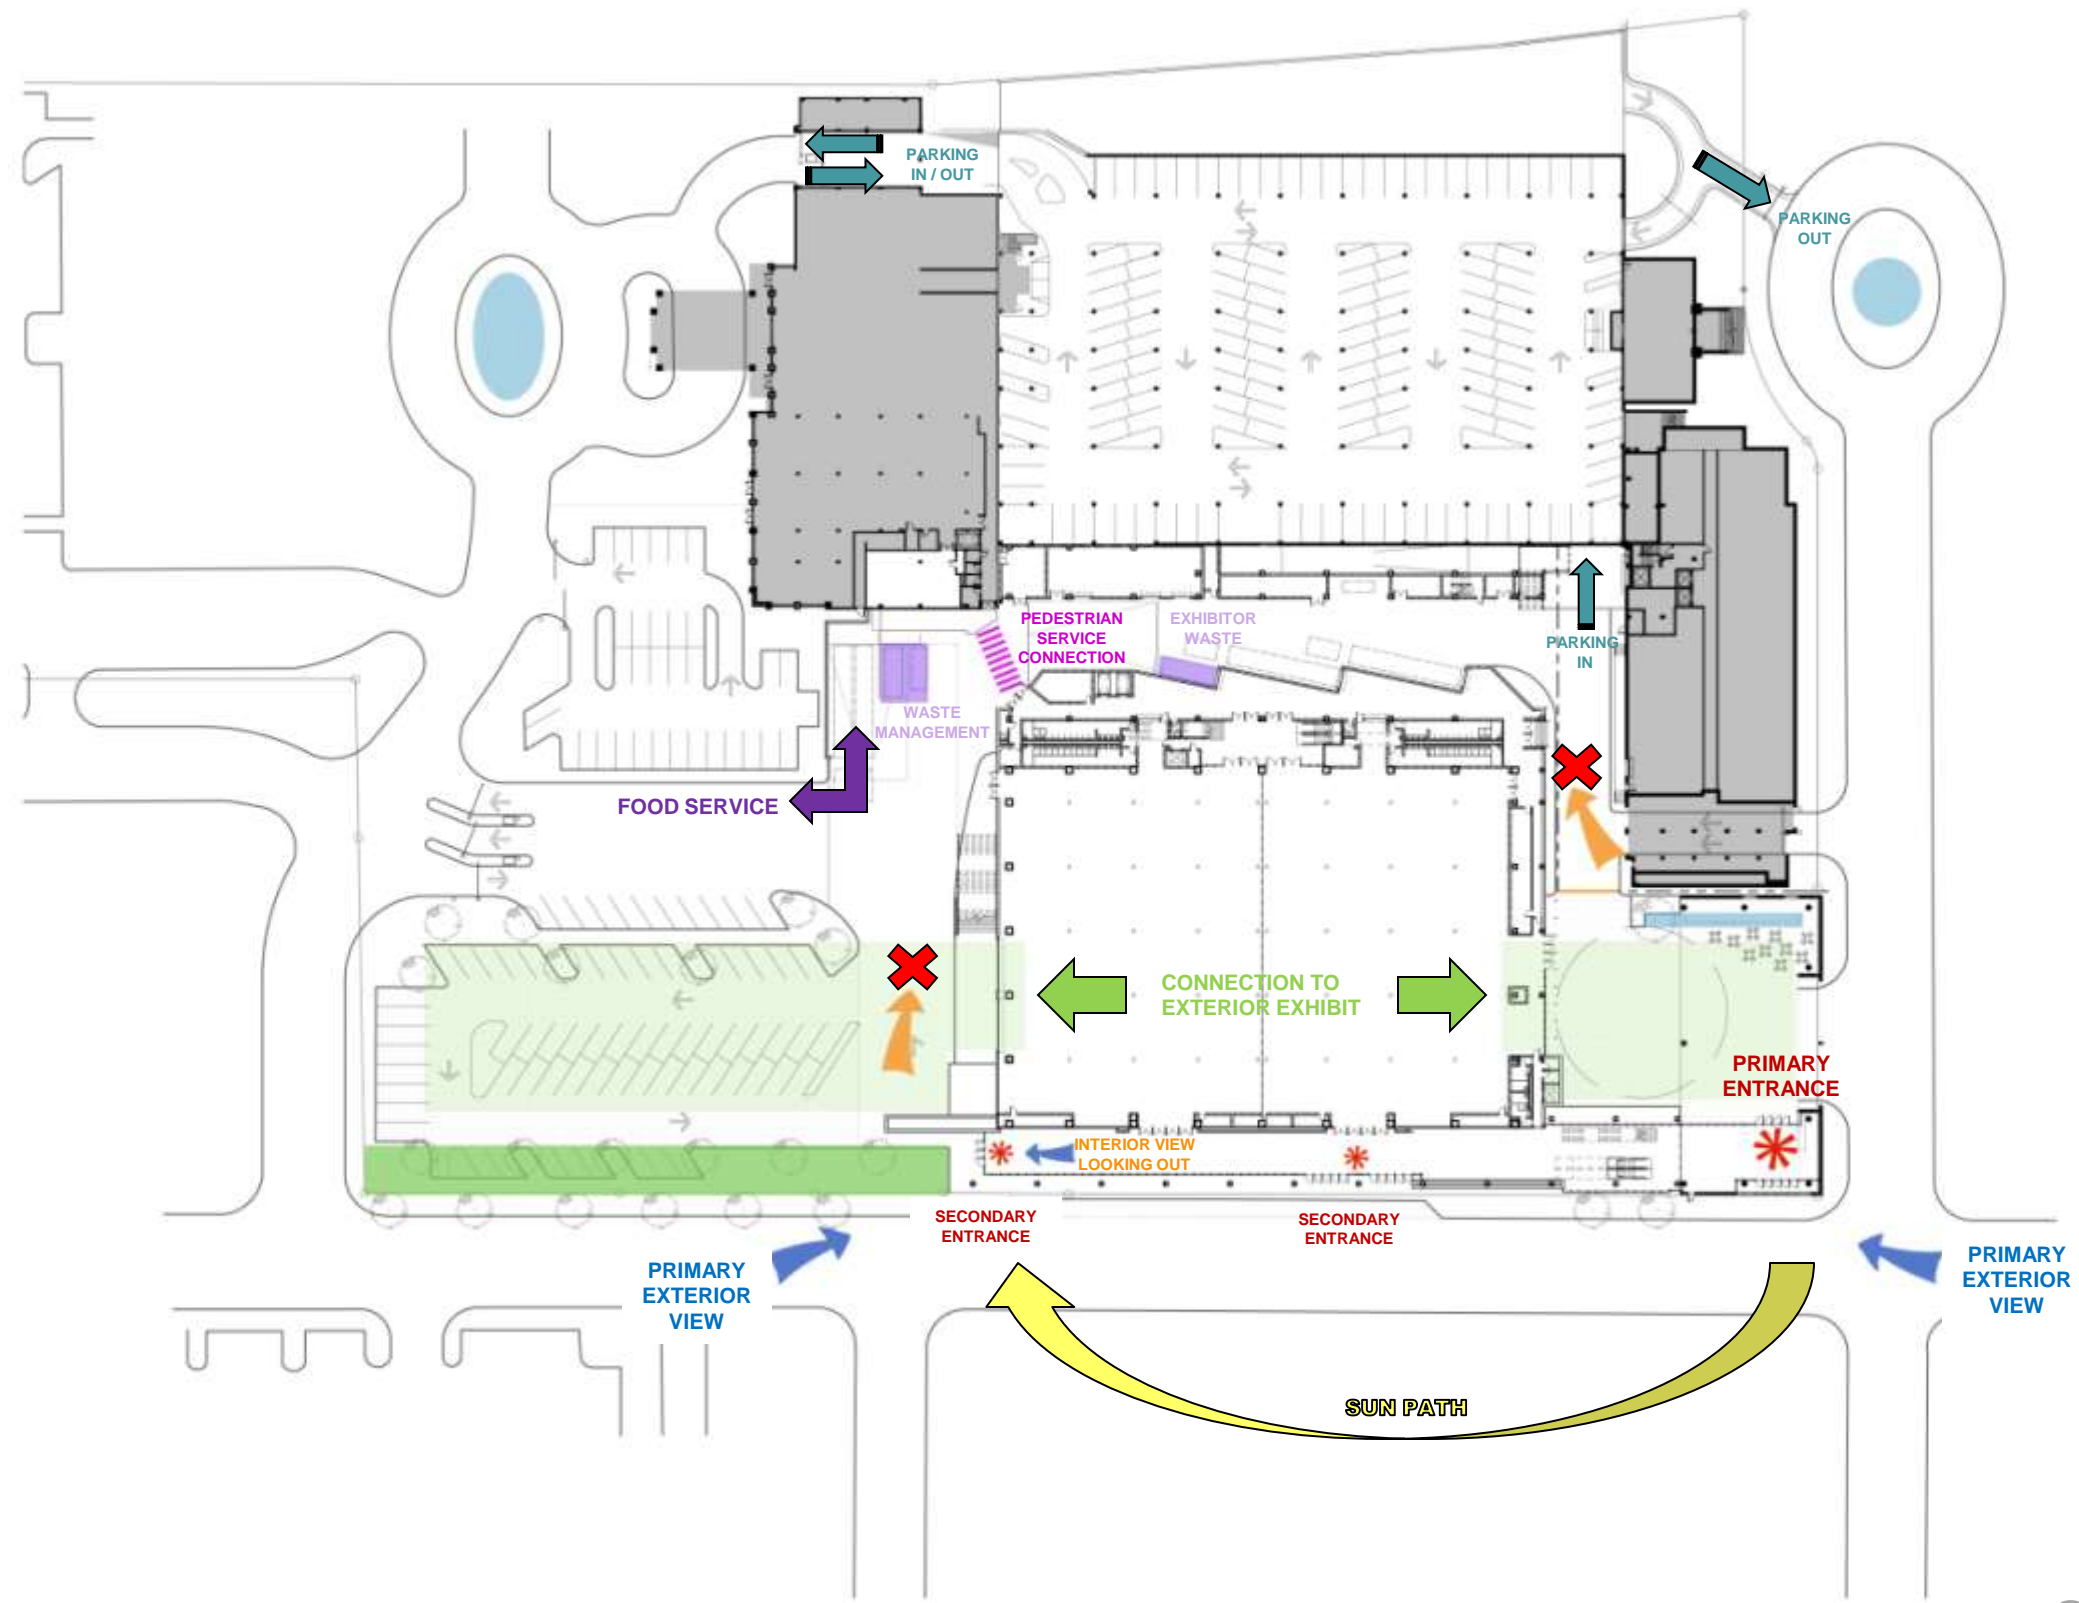 PARKING
IN / OUT
PARKING
OUT
PEDESTRIAN
SERVICE
CONNECTION
EXHIBITOR
WASTE
PARKING
IN
WASTE
MANAGEMENT
FOOD SERVICE
CONNECTION TO
EXTERIOR EXHIBIT
PRIMARY
ENTRANCE
INTERIOR VIEW
LOOKING OUT
SECONDARY
ENTRANCE
SECONDARY
ENTRANCE
PRIMARY
EXTERIOR
VIEW
PRIMARY
EXTERIOR
VIEW
SUN PATH